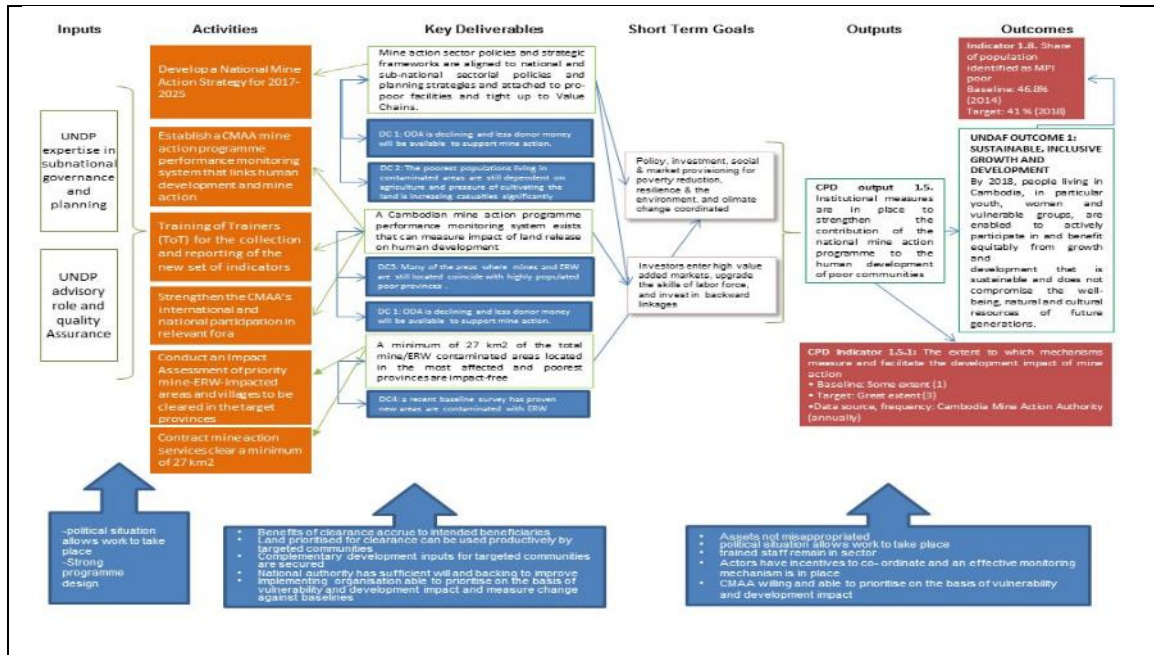 Inputs
Activities
Key Deliverables
Short Term Goals
Outputs
Outcomes
UNDP
expertise in
subnational
governance
and
planning
UNDP
advisory
role and
quality
Assurance
Develop a National Mine
Action Strategy for 2017-
2025
Establish a CMAA mine
action programme
performance monitoring
system that links human
development and mine
action
Training of Trainers
(ToT) for the collection
and reporting of the
new set of indicators
Strengthen the CMAA's
international and
national participation in
relevant fora
Conduct an Impact
Assessment of priority
mine-ERW-impacted
areas and villages to be
cleared in the target
provinces
Contract mine action
services clear a minimum
of 27 km2
Mine action sector policies and strategic
frameworks are aligned to national and
sub-national sectorial policies and
planning strategies and attached to pro-
poor facilities and tight up to Value
Chains.
DC 1: ODA is declining and less donor money
will be available to support mine action.
DC 2: The poorest populations living in
contaminated areas are still dependent on
agriculture and pressure of cultivating the
land is increasing casualties significantly
A Cambodian mine action programme
performance monitoring system exists
that can measure impact of land release
on human development
DC3: Many of the areas where mines and ERW
are still located coincide with highly populated
poor provinces .
DC 1: ODA is declining and less donor money
will be available to support mine action.
A minimum of 27 km2 of the total
mine/ERW contaminated areas located
in the most affected and poorest
provinces are impact-free
DC4: a recent baseline survey has proven
new areas are contaminated with ERW
Policy, investment, social
& market provisioning for
poverty reduction,
resilience & the
environment, and climate
change coordinated
Investors enter high value
added markets, upgrade
the skills of labor force,
and invest in backward
linkages
CPD output 1.5.
Institutional measures
are in place to
strengthen the
contribution of the
national mine action
programme to the
human development
of poor communities
Indicator 1.8. Share
of population
identified as MPI
poor
Baseline: 46.8%
(2014)
Target: 41 % (2018)
UNDAF OUTCOME 1:
SUSTAINABLE, INCLUSIVE
GROWTH AND
DEVELOPMENT
By 2018, people living in
Cambodia, in particular
youth, women and
vulnerable groups, are
enabled to actively
participate in and benefit
equitably from growth
and
development that is
sustainable and does not
compromise the well-
being, natural and cultural
resources of future
generations.
CPD Indicator 1.5.1: The extent to which mechanisms
measure and facilitate the development impact of
mine action
• Baseline: Some extent (1)
• Target: Great extent (3)
•Data source, frequency: Cambodia Mine Action Authority
(annually)
-political situation
allows work to take
place
-Strong
programme
design
• Benefits of clearance accrue to intended beneficiaries
• Land prioritised for clearance can be used productively by
targeted communities
• Complementary development inputs for targeted communities
are secured
• National authority has sufficient will and backing to improve
• Implementing organisation able to prioritise on the basis of
vulnerability and development impact and measure change
against baselines
• Assets not misappropriated
• political situation allows work to take place
• trained staff remain in sector
• Actors have incentives to co- ordinate and an effective monitoring
mechanism is in place
• CMAA willing and able to prioritise on the basis of vulnerability
and development impact